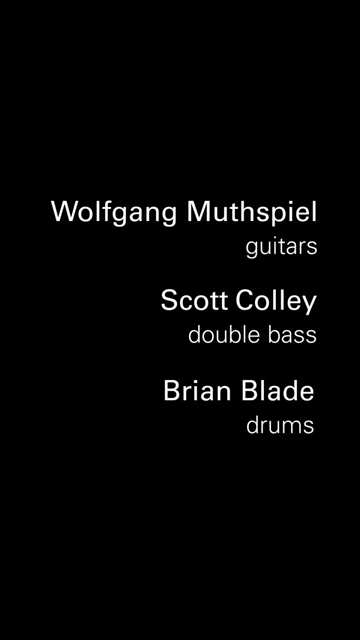 Wolfgang Muthspiel
guitars
Scott Colley
double bass
Brian Blade
drums